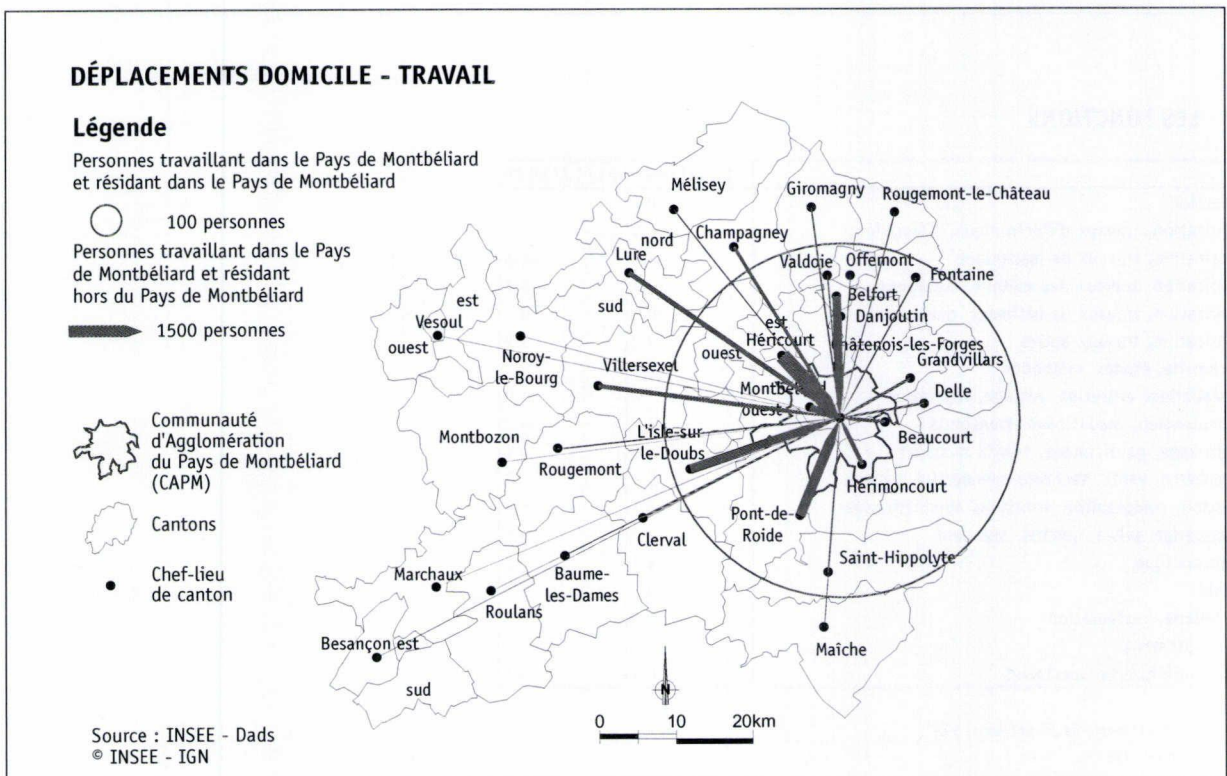 DÉPLACEMENTS DOMICILE - TRAVAIL
Légende
Personnes travaillant dans le Pays de Montbéliard
et résidant dans le Pays de Montbéliard
100 personnes
Personnes travaillant dans le Pays
de Montbéliard et résidant
hors du Pays de Montbéliard
1500 personnes
Communauté
d'Agglomération
du Pays de Montbéliard
(CAPM)
Cantons
Chef-lieu
de canton
Mélisey
Giromagny
Rougemont-le-Château
nord
Champagney
Lure
Valdoie
Offemont
Fontaine
Belfort
est
sud
Danjoutin
Vesoul
ouest
est
Héricourt
ouest
Châtenois-les-Forges
Grandvillars
Noroy-
le-Bourg
Villersexel
Montbéliard
ouest
Delle
Beaucourt
Montbozon
Rougemont
L'isle-sur-
le-Doubs
Hérimoncourt
Pont-de-
Roide
Clerval
Saint-Hippolyte
Marchaux
Baume-
les-Dames
Roulans
Besançon est
sud
Maîche
N
0 10 20km
Source : INSEE - Dads
© INSEE - IGN